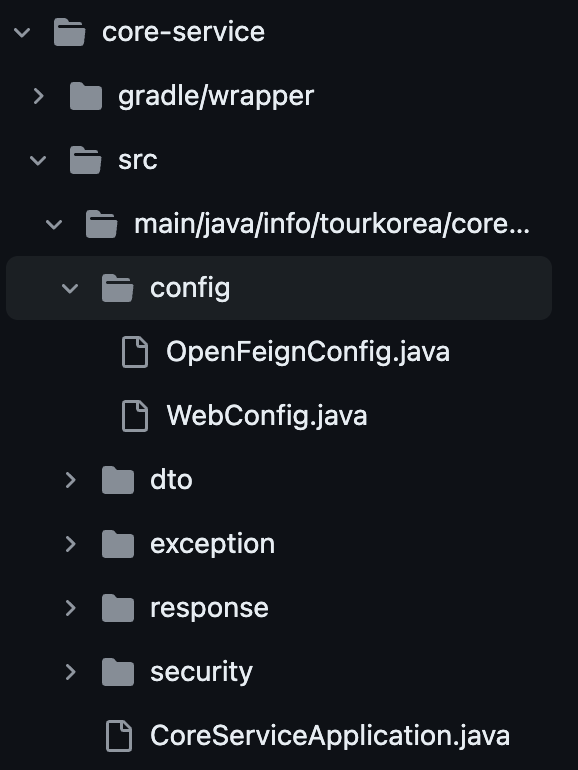 core-service
gradle/wrapper
src
main/java/info/tourkorea/core...
config
OpenFeignConfig.java
WebConfig.java
dto
exception
response
security
CoreServiceApplication.java